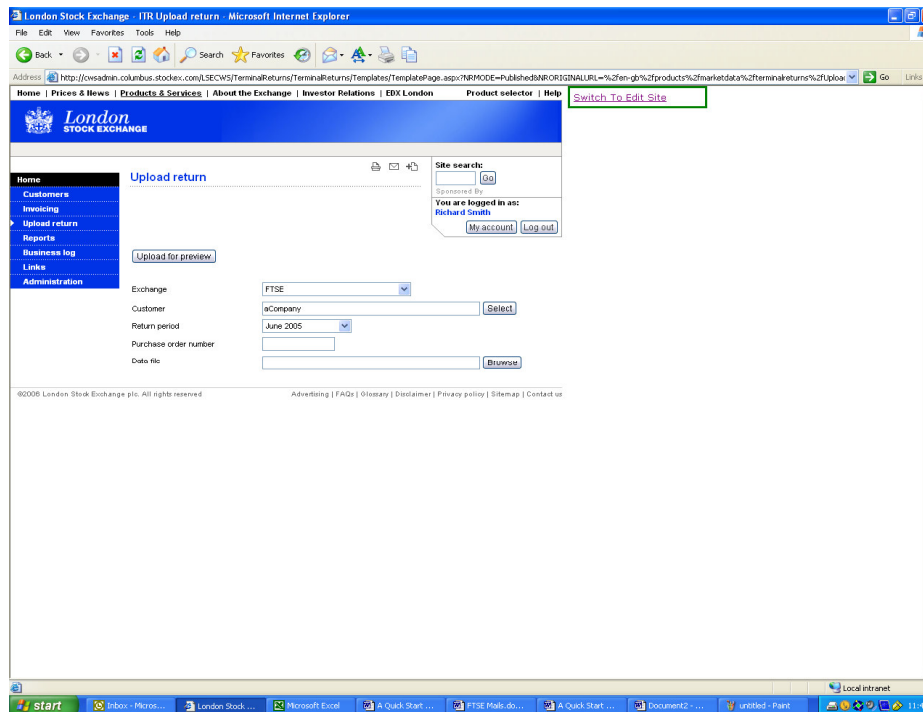 London Stock Exchange - ITR Upload return - Microsoft Internet Explorer
File Edit View Favorites Tools Help
Back Search Favorites
Address http://cwsadmin.columbus.stockex.com/LSECWS/TerminalReturns/TerminalReturns/Templates/TemplatePage.aspx?NRMODE=Published&NRORIGINALURL=%2fen-gb%2fproducts%2fmarketdata%2fterminalreturns%2fUploa Go Links
Home | Prices & News | Products & Services | About the Exchange | Investor Relations | EDX London Product selector | Help
Switch To Edit Site
London
STOCK EXCHANGE
Site search:
Go
Sponsored By
You are logged in as:
Richard Smith
My account Log out
Home
Customers
Invoicing
Upload return
Reports
Business log
Links
Administration
Upload return
Upload for preview
Exchange FTSE
Customer aCompany Select
Return period June 2005
Purchase order number
Data file Browse
©2006 London Stock Exchange plc. All rights reserved Advertising | FAQs | Glossary | Disclaimer | Privacy policy | Sitemap | Contact us
Local intranet
start Inbox - Micros... London Stock ... Microsoft Excel A Quick Start ... FTSE Mails.do... A Quick Start ... Document2 - ... untitled - Paint